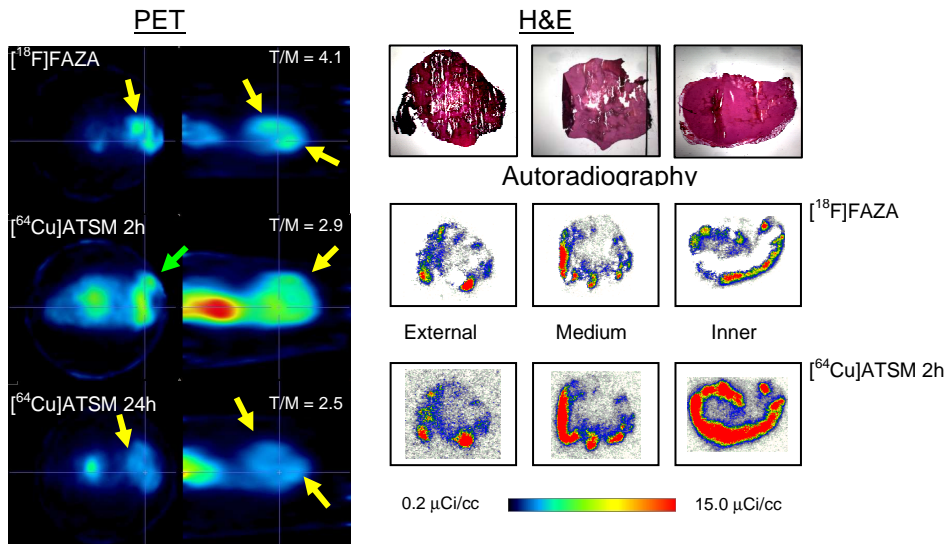 PET
H&E
[¹⁸F]FAZA
T/M = 4.1
[⁶⁴Cu]ATSM 2h
T/M = 2.9
[⁶⁴Cu]ATSM 24h
T/M = 2.5
Autoradiography
[¹⁸F]FAZA
External
Medium
Inner
[⁶⁴Cu]ATSM 2h
0.2 µCi/cc
15.0 µCi/cc